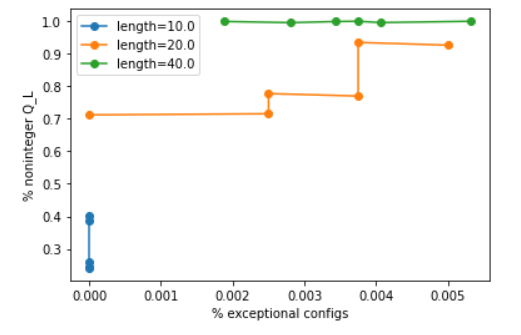 length=10.0
length=20.0
length=40.0
% noninteger Q_L
1.0
0.9
0.8
0.7
0.6
0.5
0.4
0.3
0.000 0.001 0.002 0.003 0.004 0.005
% exceptional configs